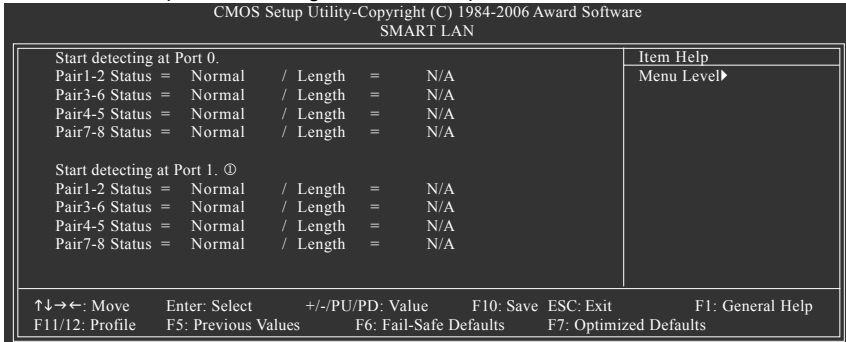 CMOS Setup Utility-Copyright (C) 1984-2006 Award Software
SMART LAN
Start detecting at Port 0.
Pair1-2 Status = Normal / Length = N/A
Pair3-6 Status = Normal / Length = N/A
Pair4-5 Status = Normal / Length = N/A
Pair7-8 Status = Normal / Length = N/A
Start detecting at Port 1. ①
Pair1-2 Status = Normal / Length = N/A
Pair3-6 Status = Normal / Length = N/A
Pair4-5 Status = Normal / Length = N/A
Pair7-8 Status = Normal / Length = N/A
Item Help
Menu Level▶
↑↓→←: Move Enter: Select +/-/PU/PD: Value F10: Save ESC: Exit F1: General Help
F11/12: Profile F5: Previous Values F6: Fail-Safe Defaults F7: Optimized Defaults